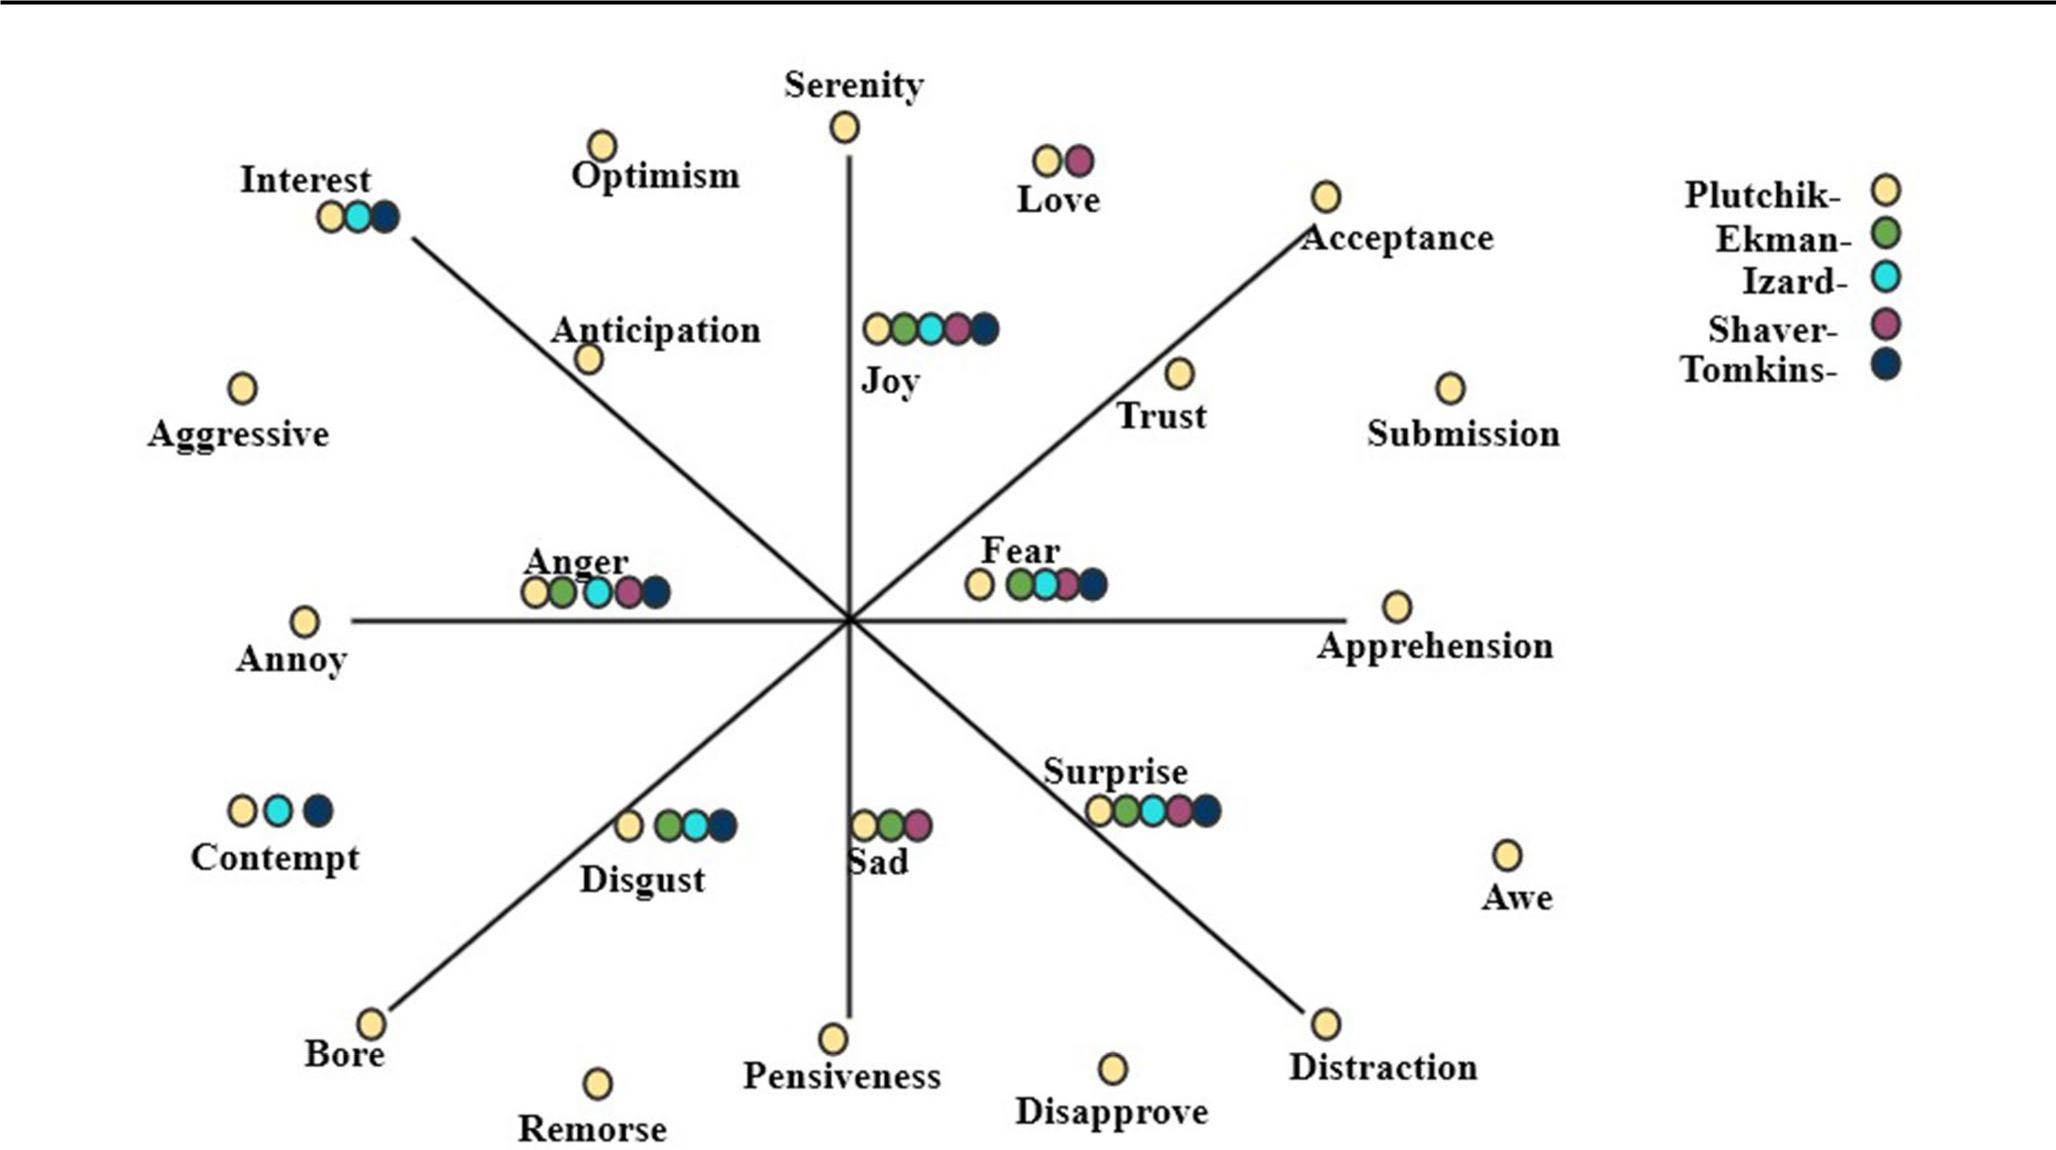 Serenity
Optimism
Interest
Love
Acceptance
Plutchik-
Ekman-
Izard-
Shaver-
Tomkins-
Anticipation
Joy
Trust
Aggressive
Submission
Anger
Fear
Annoy
Apprehension
Surprise
Contempt
Disgust
Sad
Awe
Bore
Pensiveness
Distraction
Remorse
Disapprove